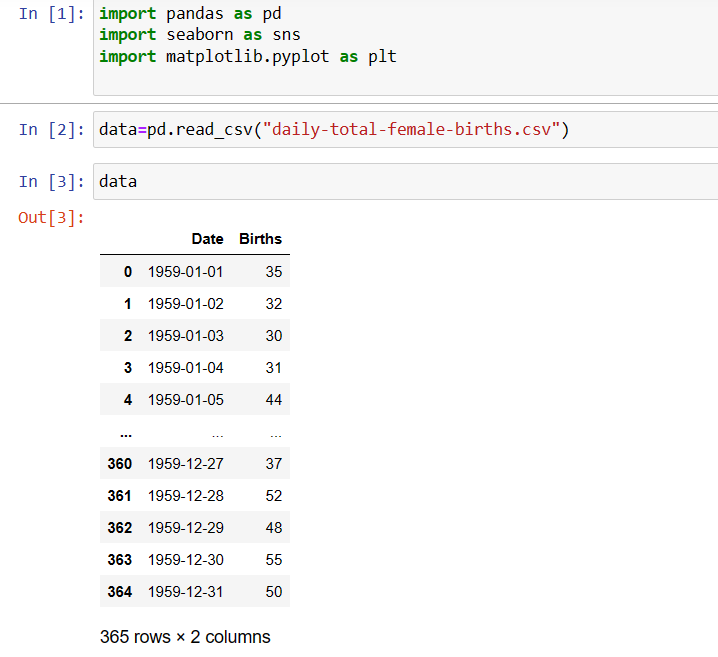 In [1]: import pandas as pd
import seaborn as sns
import matplotlib.pyplot as plt
In [2]: data=pd.read_csv("daily-total-female-births.csv")
In [3]: data
Out[3]:
Date Births
0 1959-01-01 35
1 1959-01-02 32
2 1959-01-03 30
3 1959-01-04 31
4 1959-01-05 44
... ... ...
360 1959-12-27 37
361 1959-12-28 52
362 1959-12-29 48
363 1959-12-30 55
364 1959-12-31 50
365 rows × 2 columns